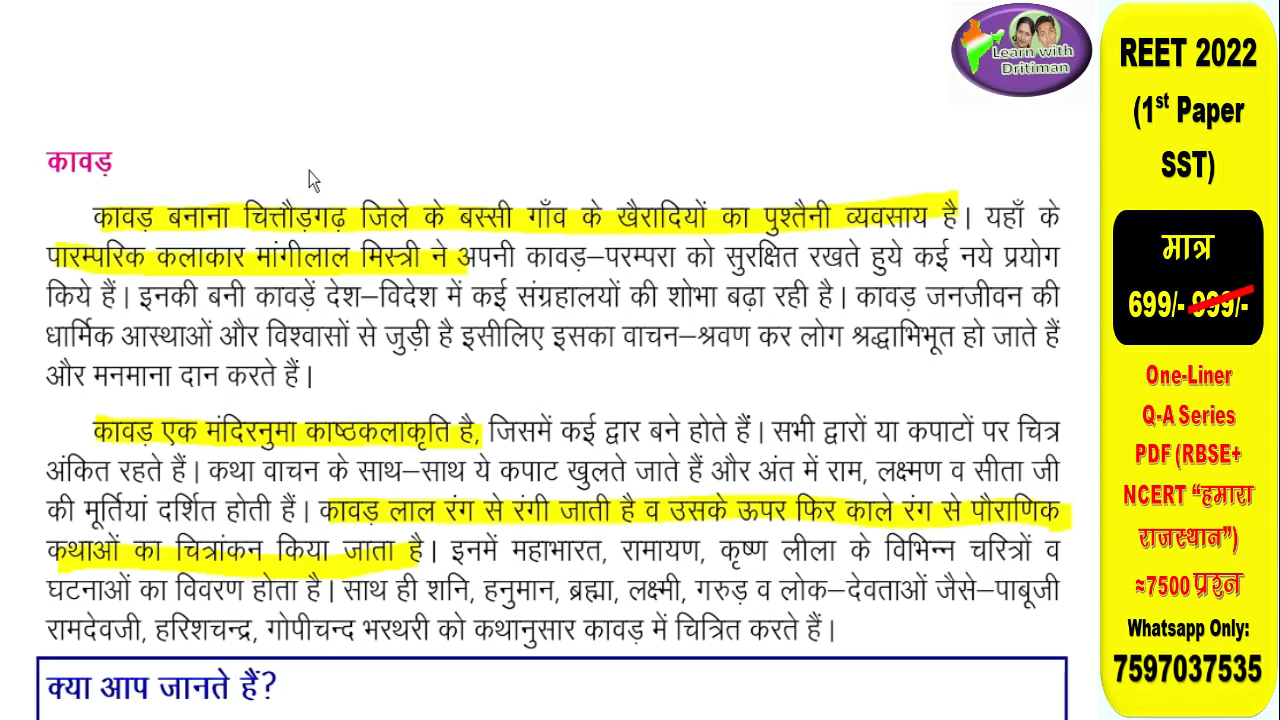 कावड़
कावड़ बनाना चित्तौड़गढ़ जिले के बस्सी गाँव के खैरादियों का पुश्तैनी व्यवसाय है। यहाँ के
पारम्परिक कलाकार मांगीलाल मिस्त्री ने अपनी कावड़–परम्परा को सुरक्षित रखते हुये कई नये प्रयोग
किये हैं। इनकी बनी कावड़ें देश–विदेश में कई संग्रहालयों की शोभा बढ़ा रही है। कावड़ जनजीवन की
धार्मिक आस्थाओं और विश्वासों से जुड़ी है इसीलिए इसका वाचन–श्रवण कर लोग श्रद्धाभिभूत हो जाते हैं
और मनमाना दान करते हैं।
कावड़ एक मंदिरनुमा काष्ठकलाकृति है, जिसमें कई द्वार बने होते हैं। सभी द्वारों या कपाटों पर चित्र
अंकित रहते हैं। कथा वाचन के साथ–साथ ये कपाट खुलते जाते हैं और अंत में राम, लक्ष्मण व सीता जी
की मूर्तियां दर्शित होती हैं। कावड़ लाल रंग से रंगी जाती है व उसके ऊपर फिर काले रंग से पौराणिक
कथाओं का चित्रांकन किया जाता है। इनमें महाभारत, रामायण, कृष्ण लीला के विभिन्न चरित्रों व
घटनाओं का विवरण होता है। साथ ही शनि, हनुमान, ब्रह्मा, लक्ष्मी, गरुड़ व लोक–देवताओं जैसे–पाबूजी
रामदेवजी, हरिशचन्द्र, गोपीचन्द भरथरी को कथानुसार कावड़ में चित्रित करते हैं।
क्या आप जानते हैं?
Learn with
Dritiman
REET 2022
(1st Paper
SST)
मात्र
699/- 999/-
One-Liner
Q-A Series
PDF (RBSE+
NCERT “हमारा
राजस्थान”)
≈7500 प्रश्न
Whatsapp Only:
7597037535